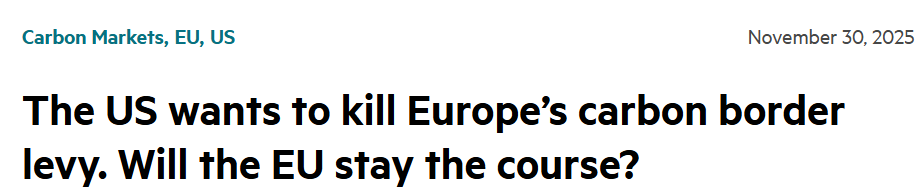 Carbon Markets, EU, US
November 30, 2025
The US wants to kill Europe’s carbon border
levy. Will the EU stay the course?